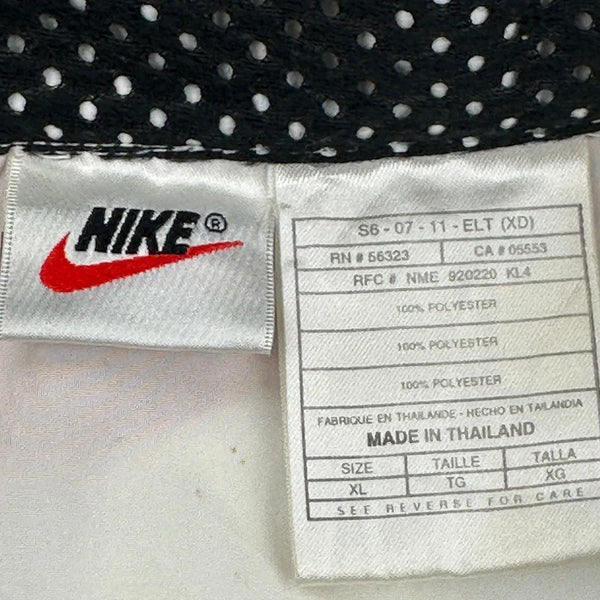 NIKE®
S6 - 07 - 11 - ELT (XD)
RN # 56323 CA # 05553
RFC # NME 920220 KL4
100% POLYESTER
100% POLYESTER
100% POLYESTER
FABRIQUE EN THAILANDE - HECHO EN TAILANDIA
MADE IN THAILAND
SIZE TAILLE TALLA
XL TG XG
SEE REVERSE FOR CARE